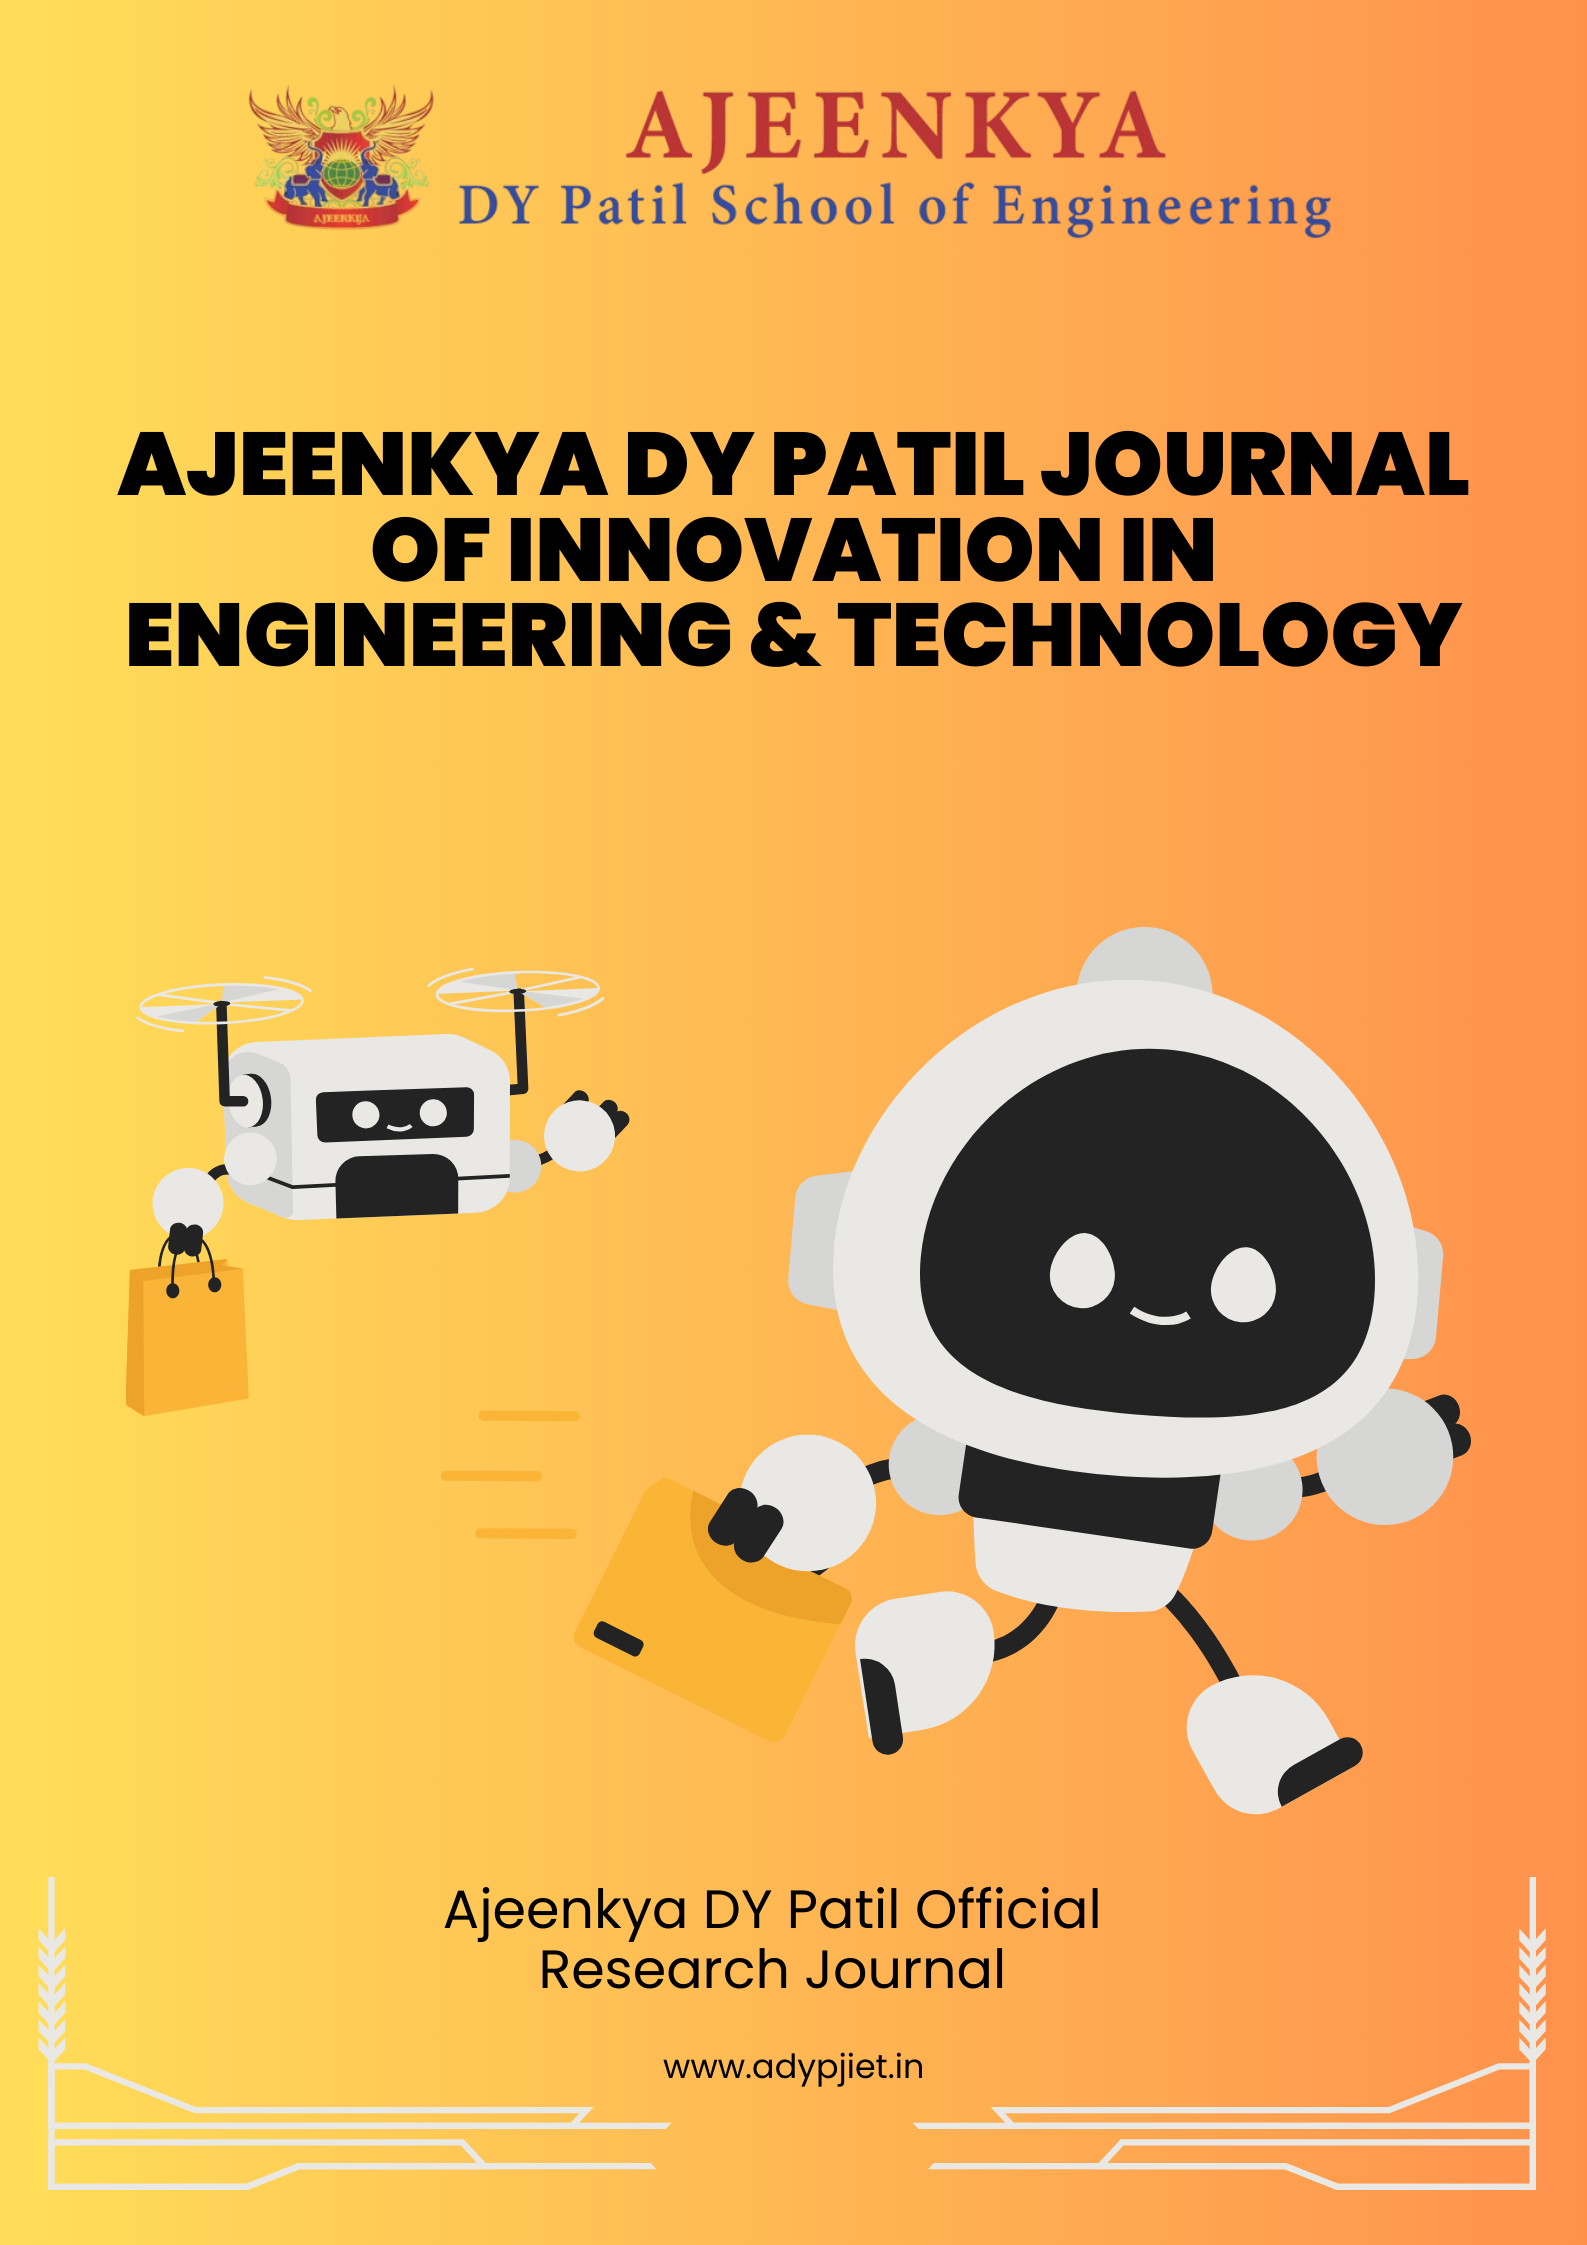 AJEENKYA
DY Patil School of Engineering
AJEENKYA
AJEENKYA DY PATIL JOURNAL
OF INNOVATION IN
ENGINEERING & TECHNOLOGY
Ajeenkya DY Patil Official
Research Journal
www.adypjiet.in